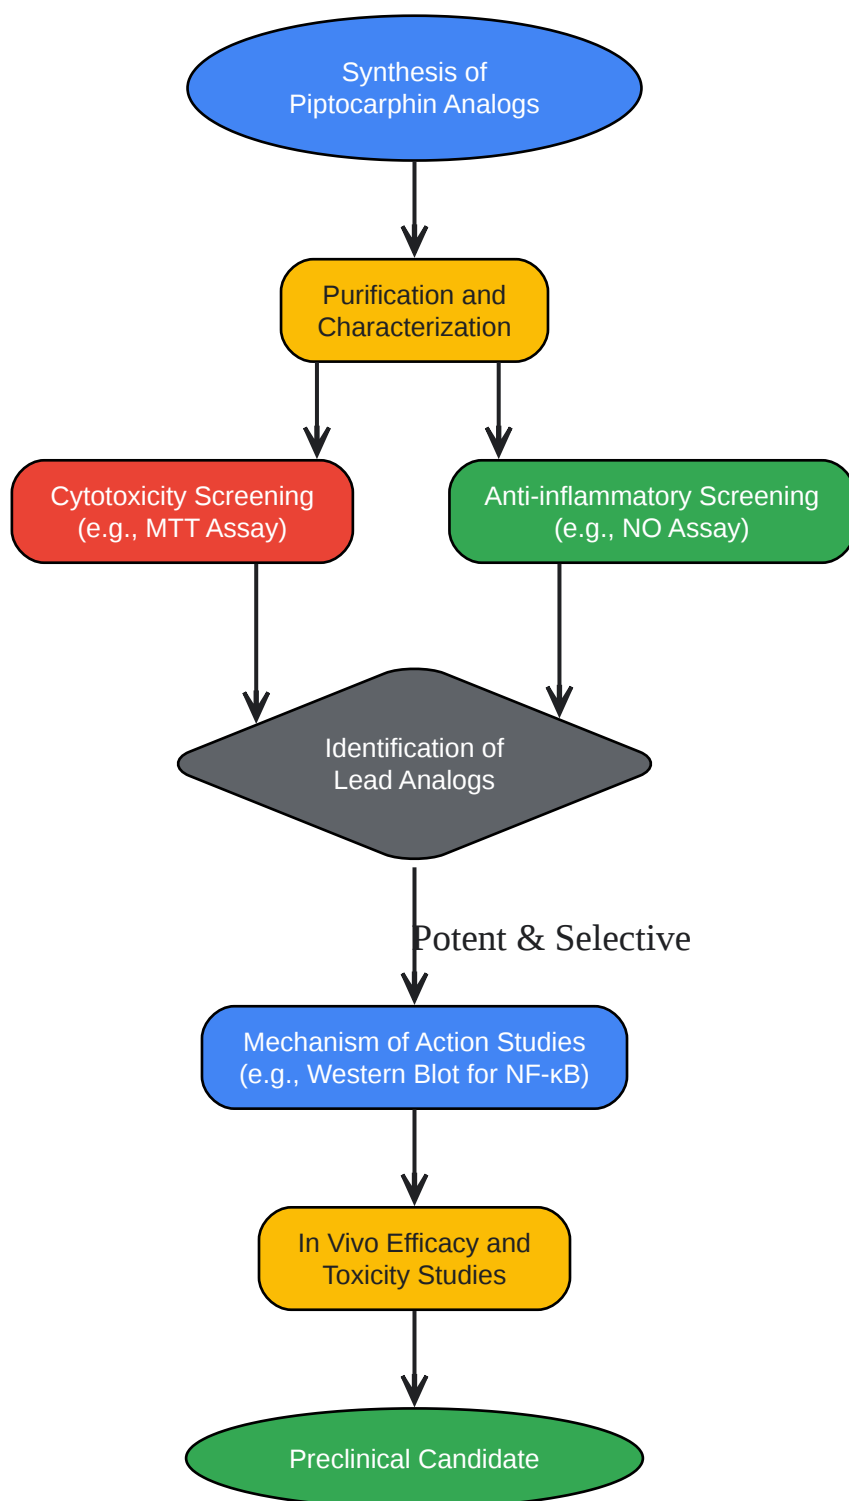 Synthesis of
Piptocarphin Analogs
Purification and
Characterization
Cytotoxicity Screening
(e.g., MTT Assay)
Anti-inflammatory Screening
(e.g., NO Assay)
Identification of
Lead Analogs
Potent & Selective
Mechanism of Action Studies
(e.g., Western Blot for NF-κB)
In Vivo Efficacy and
Toxicity Studies
Preclinical Candidate